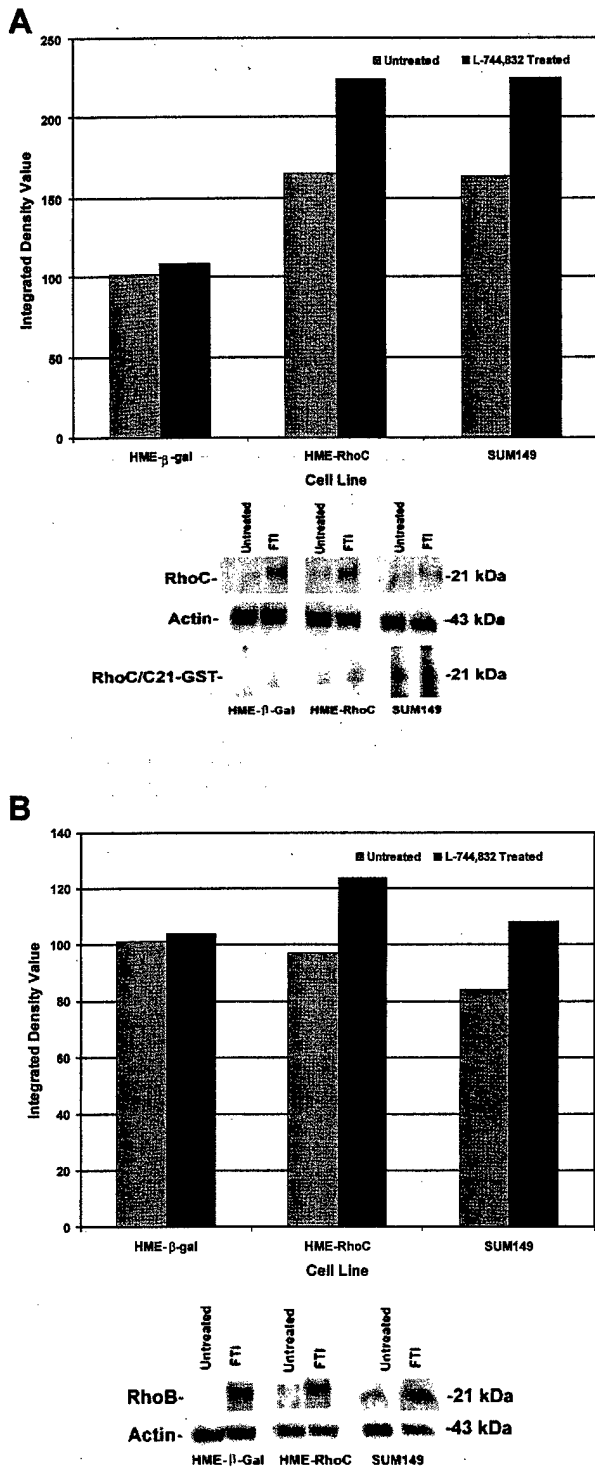 A
Untreated L-744,832 Treated
250
200
150
100
50
0
Integrated Density Value
HME-β-gal HME-RhoC SUM149
Cell Line
Untreated FTI Untreated FTI Untreated FTI
RhoC- -21 kDa
Actin- -43 kDa
RhoC/C21-GST- -21 kDa
HME-β-Gal HME-RhoC SUM149
B
140
Untreated L-744,832 Treated
120
100
80
60
40
20
0
Integrated Density Value
HME-β-gal HME-RhoC SUM149
Cell Line
Untreated FTI Untreated FTI Untreated FTI
RhoB- -21 kDa
Actin- -43 kDa
HME-β-Gal HME-RhoC SUM149